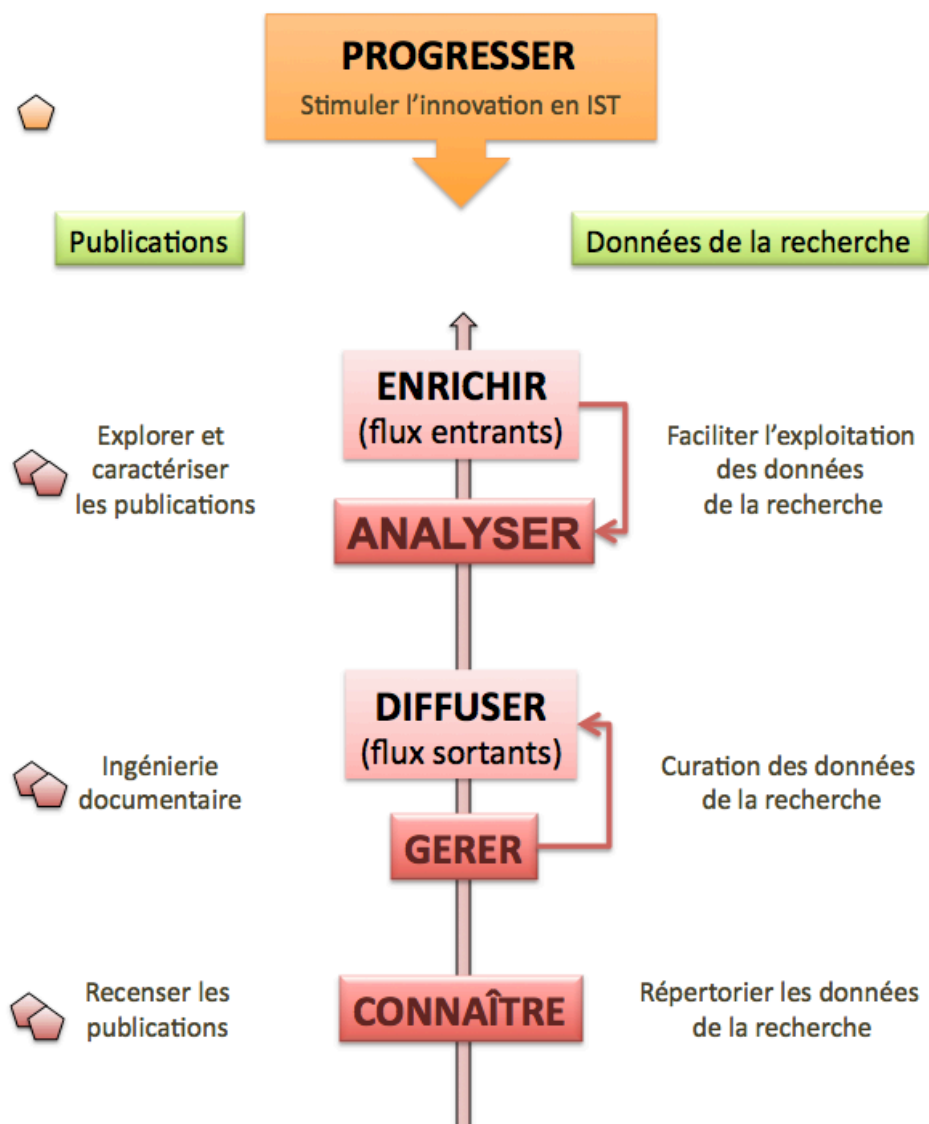 PROGRESSER
Stimuler l’innovation en IST
Publications
Données de la recherche
ENRICHIR
(flux entrants)
Explorer et
caractériser
les publications
Faciliter l’exploitation
des données
de la recherche
ANALYSER
DIFFUSER
(flux sortants)
Ingénierie
documentaire
Curation des données
de la recherche
GERER
Recenser les
publications
CONNAÎTRE
Répertorier les données
de la recherche